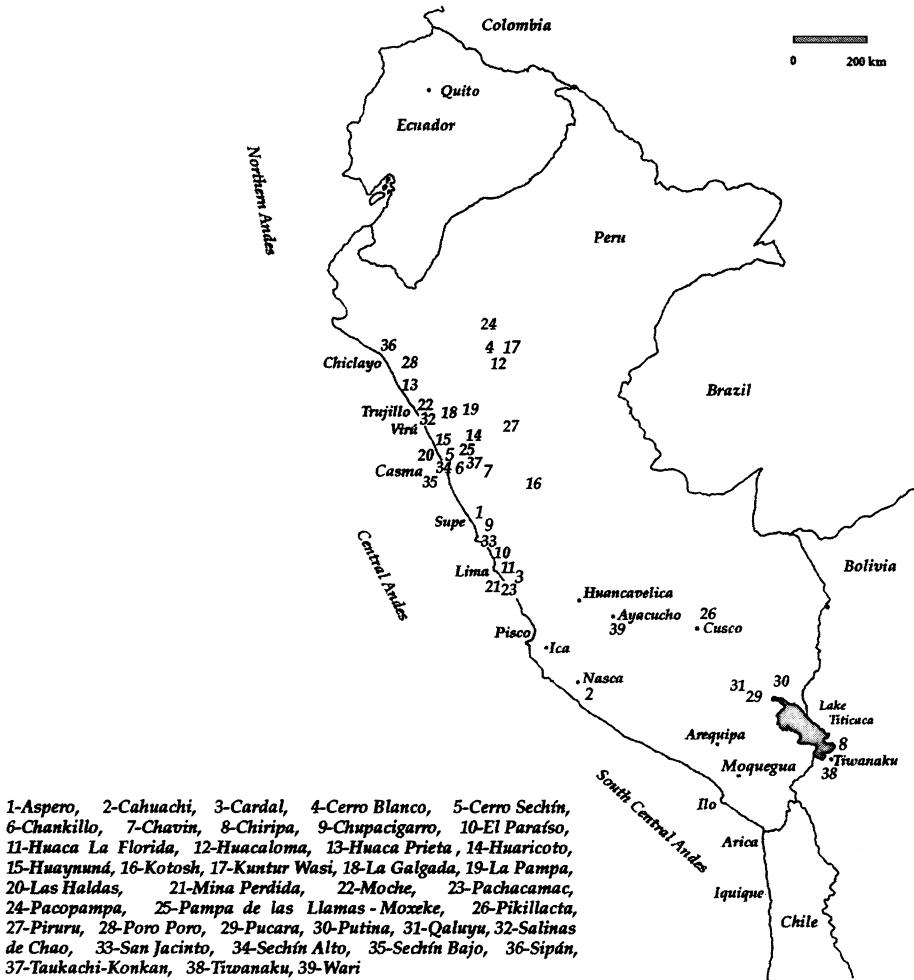 Colombia
0 200 km
Quito
Ecuador
Northern Andes
Peru
24
36
4 17
Chiclayo
28
12
13
Brazil
Trujillo
22
18
19
32
Virú
27
15
14
20
5
25
Casma
34
6
37
7
35
16
1
Supe
9
33
10
Central Andes
Lima
11
3
21
23
Bolivia
Huancavelica
Ayacucho
26
39
Cusco
Pisco
Ica
Nasca
2
31
30
29
Lake
Titicaca
Arequipa
8
Tiwanaku
Moquegua
38
South Central Andes
Ilo
Arica
Iquique
Chile
1-Aspero, 2-Cahuachi, 3-Cardal, 4-Cerro Blanco, 5-Cerro Sechín,
6-Chankillo, 7-Chavin, 8-Chiripa, 9-Chupacigarro, 10-El Paraíso,
11-Huaca La Florida, 12-Huacaloma, 13-Huaca Prieta , 14-Huaricoto,
15-Huaynuná, 16-Kotosh, 17-Kuntur Wasi, 18-La Galgada, 19-La Pampa,
20-Las Haldas, 21-Mina Perdida, 22-Moche, 23-Pachacamac,
24-Pacopampa, 25-Pampa de las Llamas - Moxeke, 26-Pikillacta,
27-Piruru, 28-Poro Poro, 29-Pucara, 30-Putina, 31-Qaluyu, 32-Salinas
de Chao, 33-San Jacinto, 34-Sechín Alto, 35-Sechín Bajo, 36-Sipán,
37-Taukachi-Konkan, 38-Tiwanaku, 39-Wari